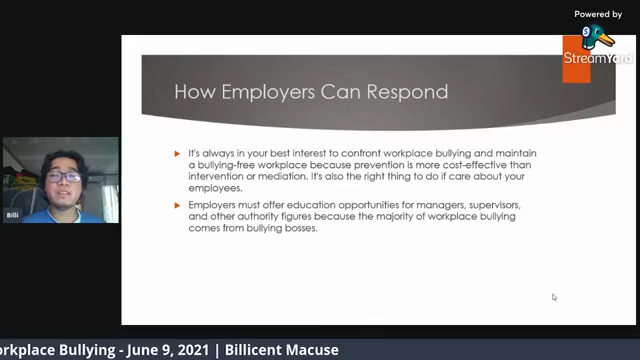 Powered by
StreamYard
How Employers Can Respond
It's always in your best interest to confront workplace bullying and maintain
a bullying-free workplace because prevention is more cost-effective than
intervention or mediation. It's also the right thing to do if care about your
employees.
Employers must offer education opportunities for managers, supervisors,
and other authority figures because the majority of workplace bullying
comes from bullying bosses.
Billi
orkplace Bullying - June 9, 2021 | Billicent Macuse